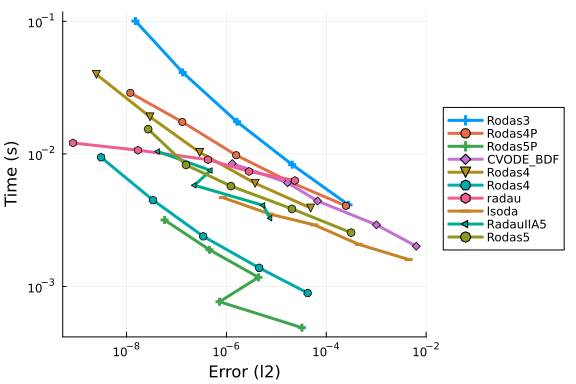 10⁻¹
10⁻²
10⁻³
Time (s)
10⁻⁸
10⁻⁶
10⁻⁴
10⁻²
Error (l2)
Rodas3
Rodas4P
Rodas5P
CVODE_BDF
Rodas4
Rodas4
radau
lsoda
RadauIIA5
Rodas5